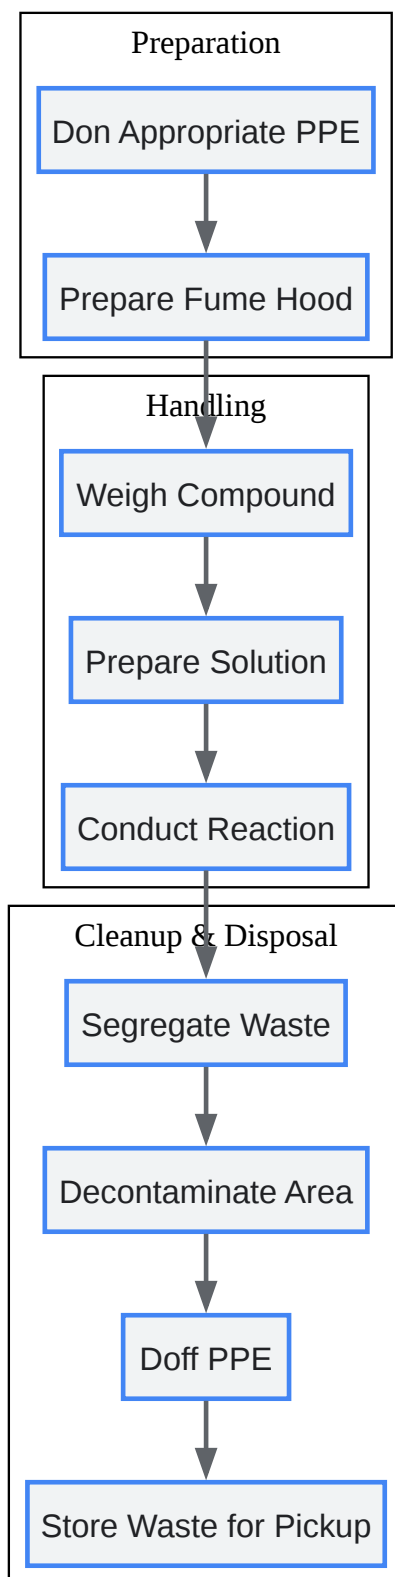 Preparation
Don Appropriate PPE
Prepare Fume Hood
Handling
Weigh Compound
Prepare Solution
Conduct Reaction
Cleanup & Disposal
Segregate Waste
Decontaminate Area
Doff PPE
Store Waste for Pickup